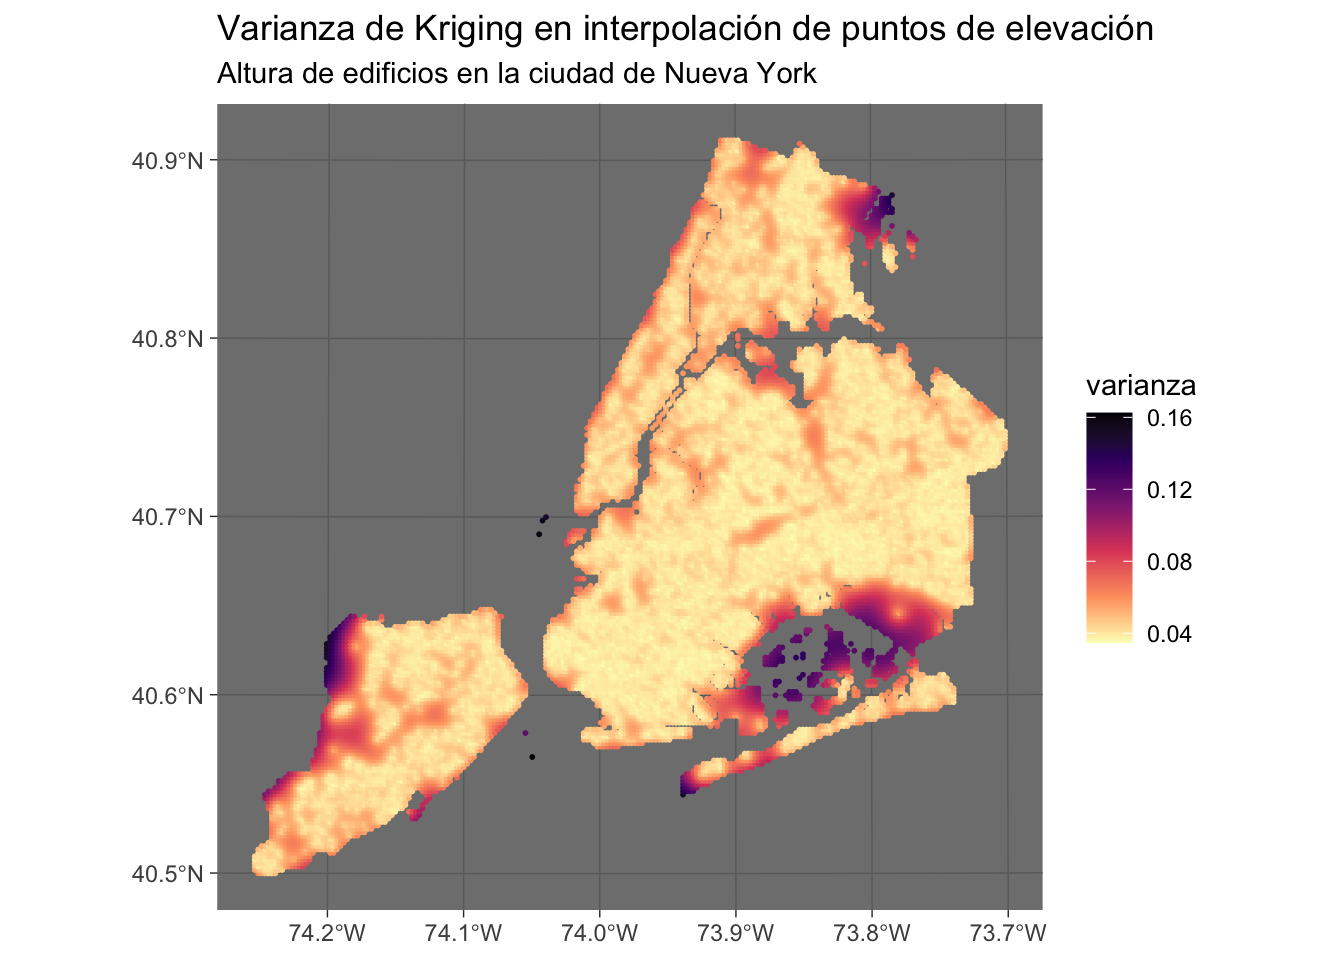 Varianza de Kriging en interpolación de puntos de elevación
Altura de edificios en la ciudad de Nueva York
40.9°N
40.8°N
40.7°N
40.6°N
40.5°N
74.2°W
74.1°W
74.0°W
73.9°W
73.8°W
73.7°W
varianza
0.16
0.12
0.08
0.04